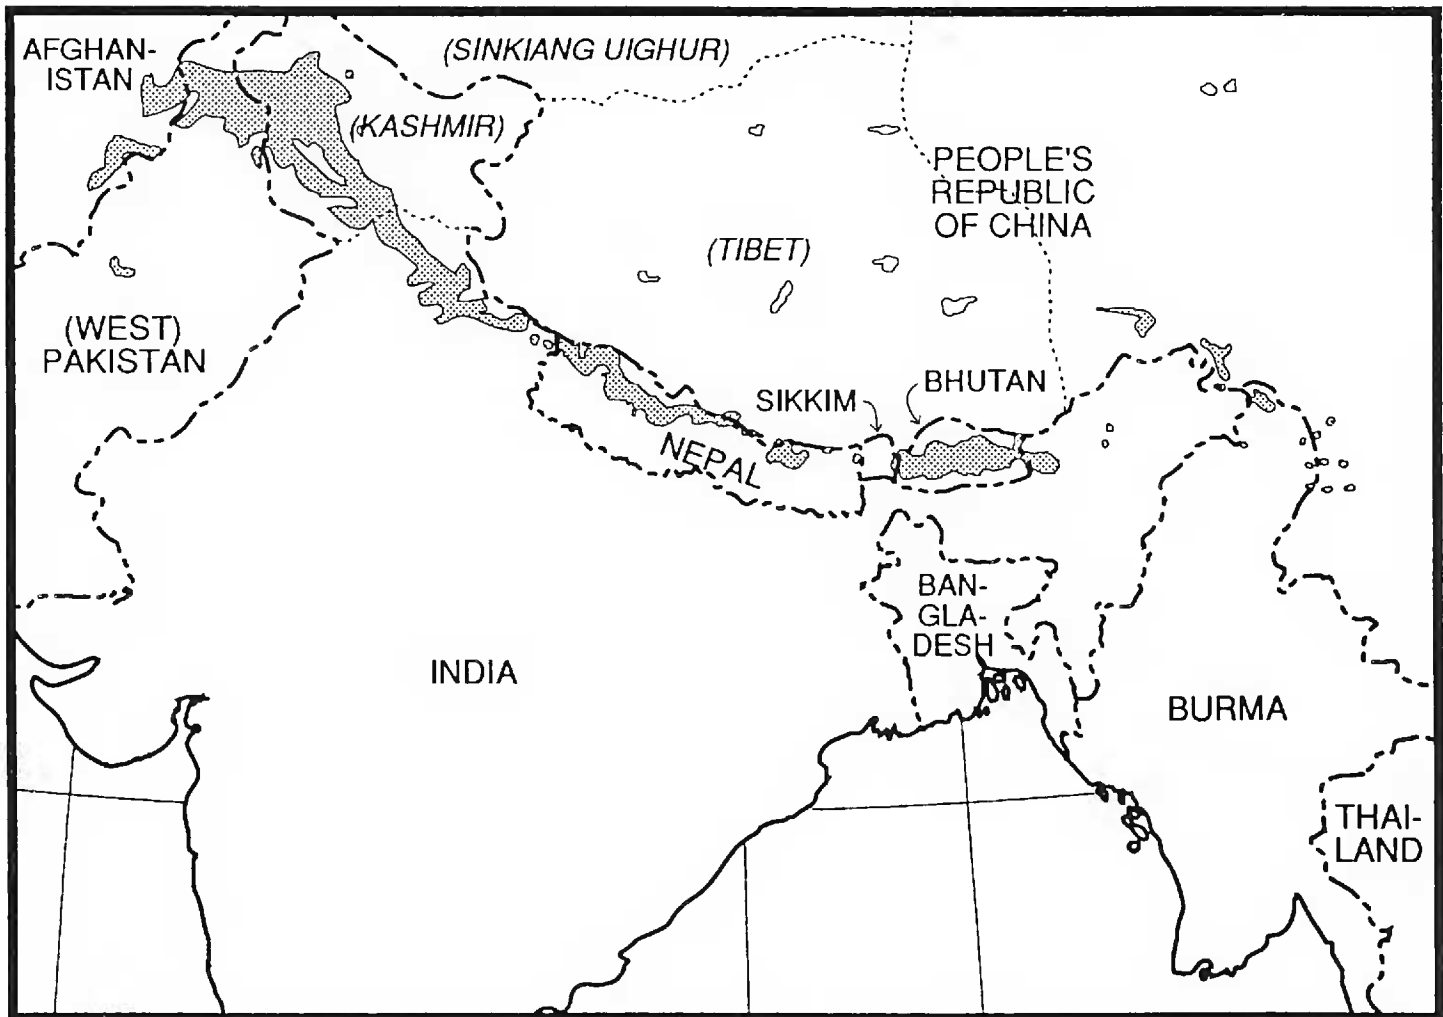 AFGHAN-
ISTAN
(SINKIANG UIGHUR)
(KASHMIR)
PEOPLE'S
REPUBLIC
OF CHINA
(TIBET)
(WEST)
PAKISTAN
SIKKIM
BHUTAN
NEPAL
BAN-
GLA-
DESH
INDIA
BURMA
THAI-
LAND